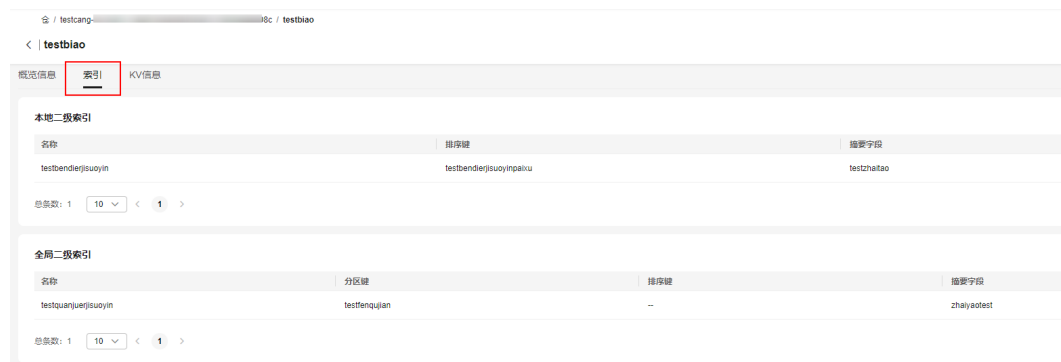 / testcang- 98c / testbiao
< | testbiao
概览信息 索引 KV信息
本地二级索引
名称 排序键 摘要字段
testbendierjisuoyin testbendierjisuoyinpaixu testzhaitao
总条数: 1 10 < 1 >
全局二级索引
名称 分区键 排序键 摘要字段
testquanjuerjisuoyin testfenqujian -- zhaiyaotest
总条数: 1 10 < 1 >